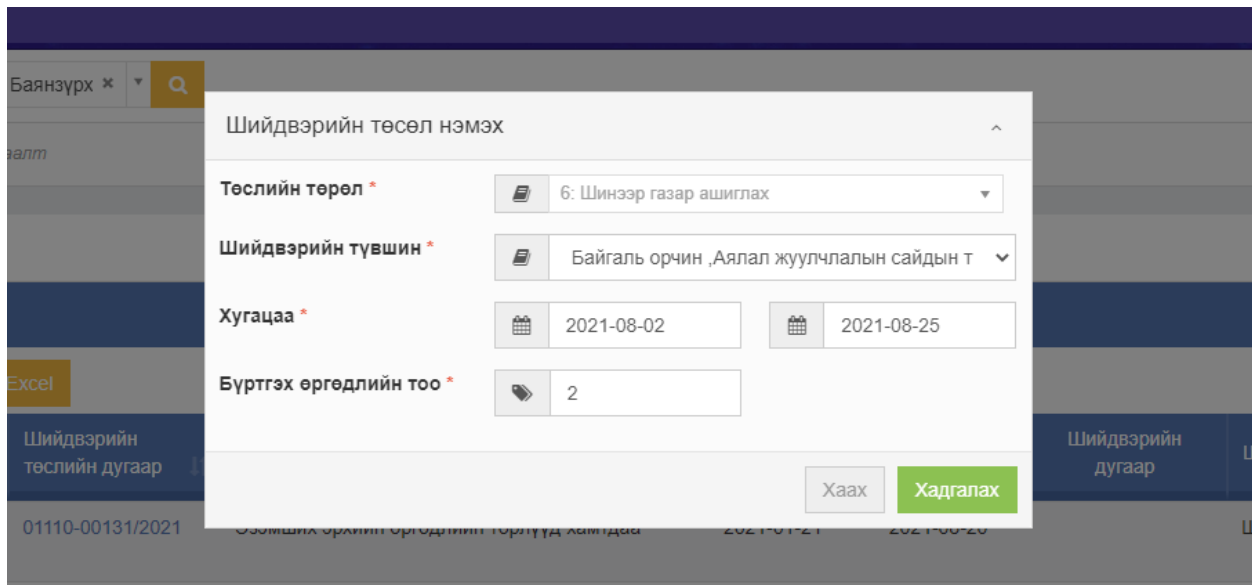 Баянзүрх ×
Шийдвэрийн төсөл нэмэх
Төслийн төрөл *
6: Шинээр газар ашиглах
Шийдвэрийн түвшин *
Байгаль орчин ,Аялал жуулчлалын сайдын т
Хугацаа *
2021-08-02
2021-08-25
Бүртгэх өргөдлийн тоо *
2
Excel
Шийдвэрийн
төслийн дугаар
Шийдвэрийн
дугаар
Хаах
Хадгалах
01110-00131/2021